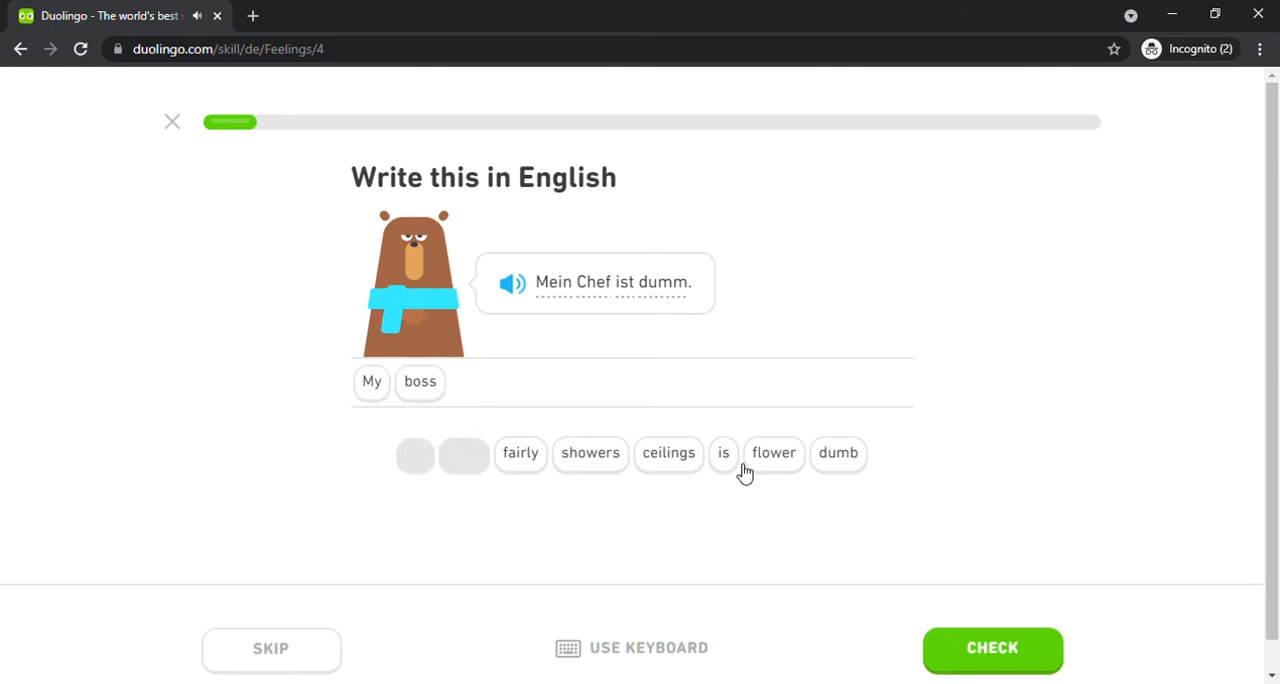 Duolingo - The world's best
duolingo.com/skill/de/Feelings/4
Incognito (2)
Write this in English
Mein Chef ist dumm.
My boss
fairly showers ceilings is flower dumb
SKIP
USE KEYBOARD
CHECK